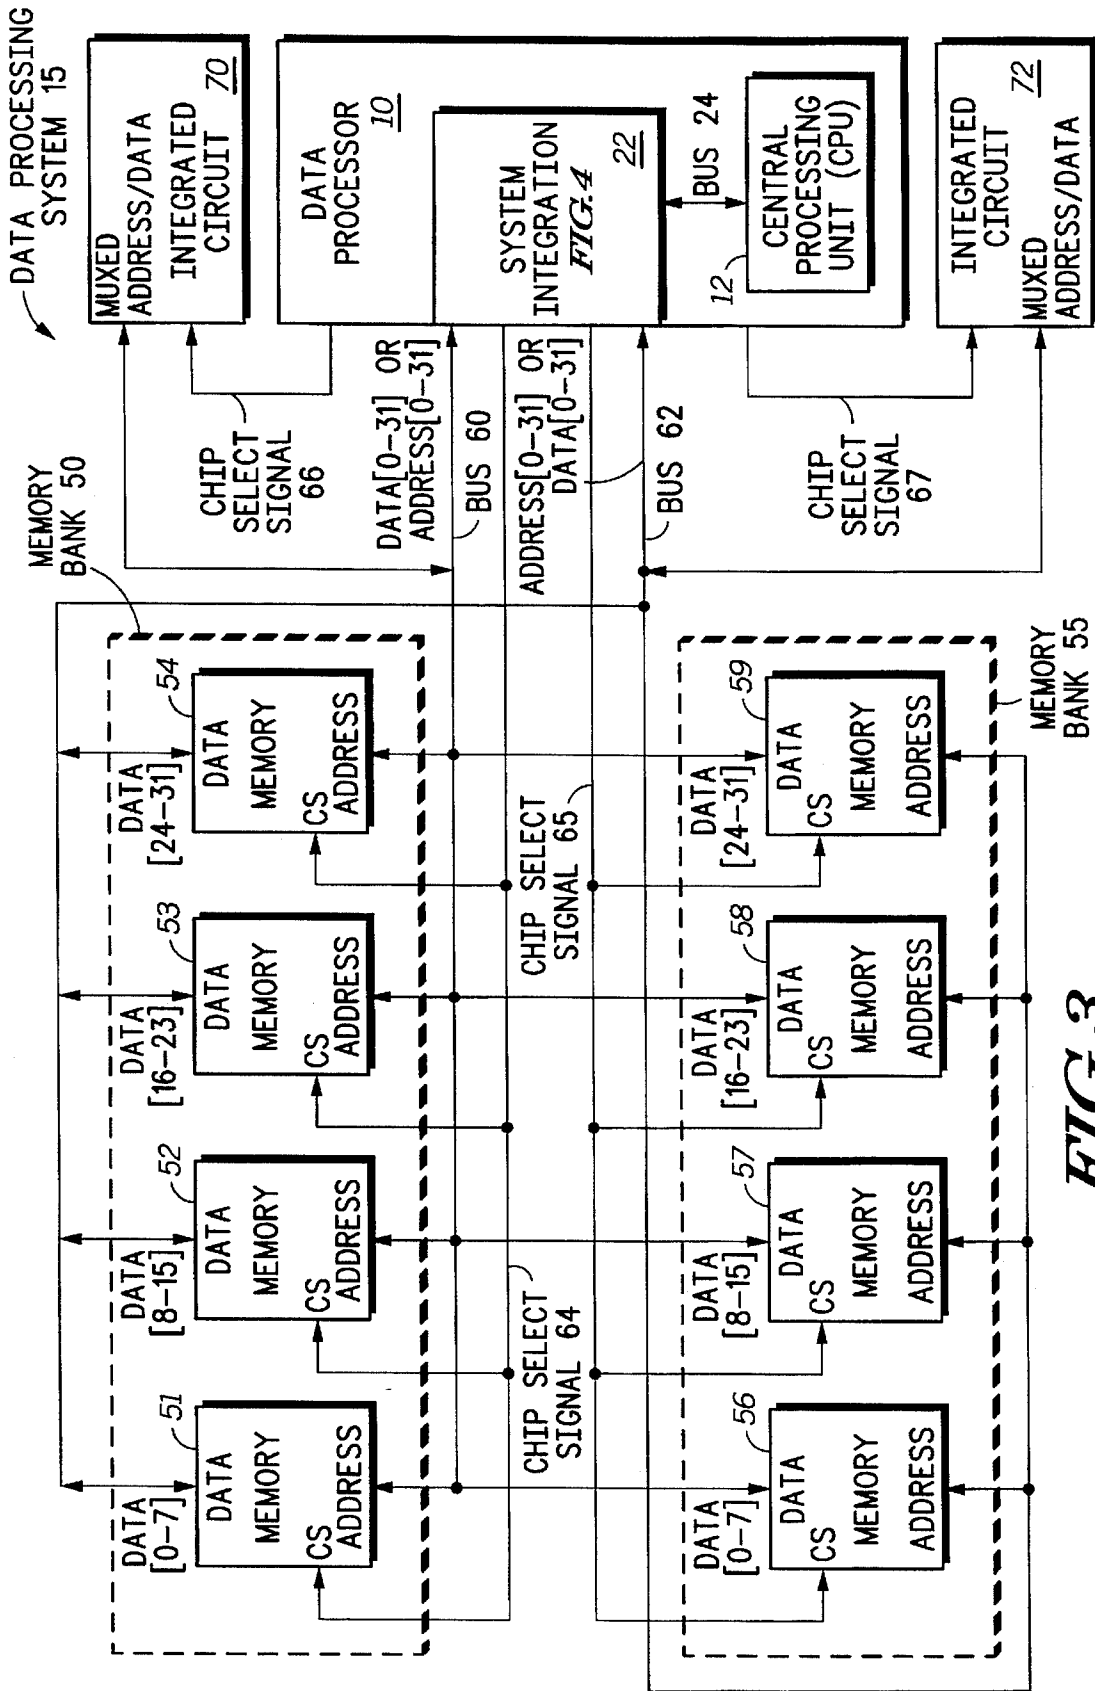 DATA PROCESSING
SYSTEM 15
MEMORY
BANK 50
DATA
[0-7]
51
DATA
MEMORY
CS
ADDRESS
DATA
[8-15]
52
DATA
MEMORY
CS
ADDRESS
DATA
[16-23]
53
DATA
MEMORY
CS
ADDRESS
DATA
[24-31]
54
DATA
MEMORY
CS
ADDRESS
MUXED
ADDRESS/DATA
INTEGRATED
CIRCUIT
70
CHIP
SELECT
SIGNAL
66
DATA
PROCESSOR
10
DATA[0-31] OR
ADDRESS[0-31]
BUS 60
SYSTEM
INTEGRATION
FIG.4
22
ADDRESS[0-31] OR
DATA[0-31]
BUS 62
BUS 24
12
CENTRAL
PROCESSING
UNIT (CPU)
CHIP SELECT
SIGNAL 64
CHIP SELECT
SIGNAL 65
CHIP
SELECT
SIGNAL
67
DATA
[0-7]
56
DATA
CS
MEMORY
ADDRESS
DATA
[8-15]
57
DATA
CS
MEMORY
ADDRESS
DATA
[16-23]
58
DATA
CS
MEMORY
ADDRESS
DATA
[24-31]
59
DATA
CS
MEMORY
ADDRESS
INTEGRATED
CIRCUIT
72
MUXED
ADDRESS/DATA
MEMORY
BANK 55
FIG.3